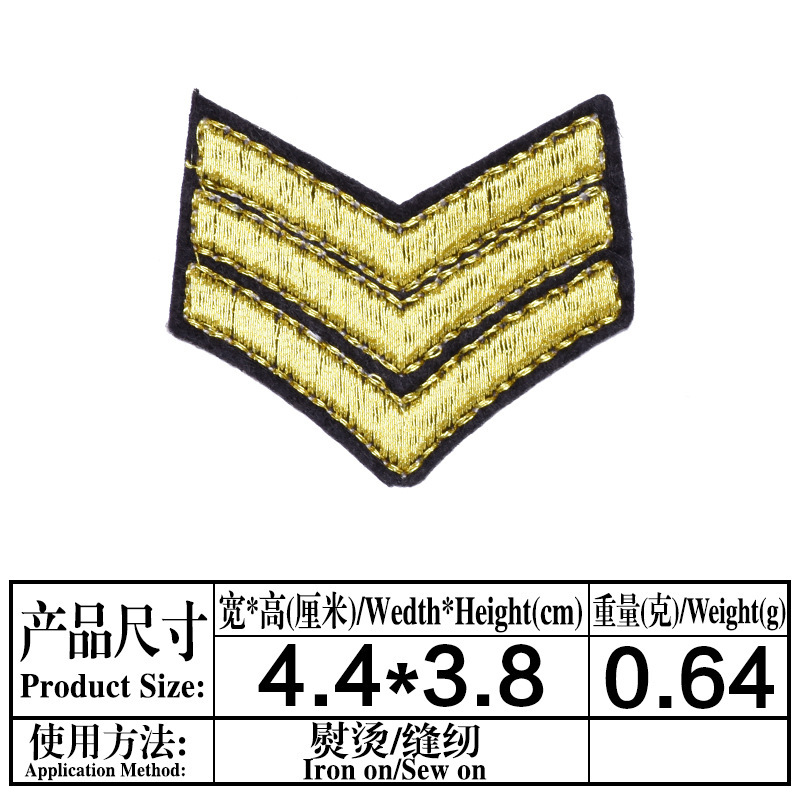 产品尺寸
Product Size:
宽*高(厘米)/Wedth*Height(cm)
4.4*3.8
重量(克)/Weight(g)
0.64
使用方法:
Application Method:
熨烫/缝纫
Iron on/Sew on